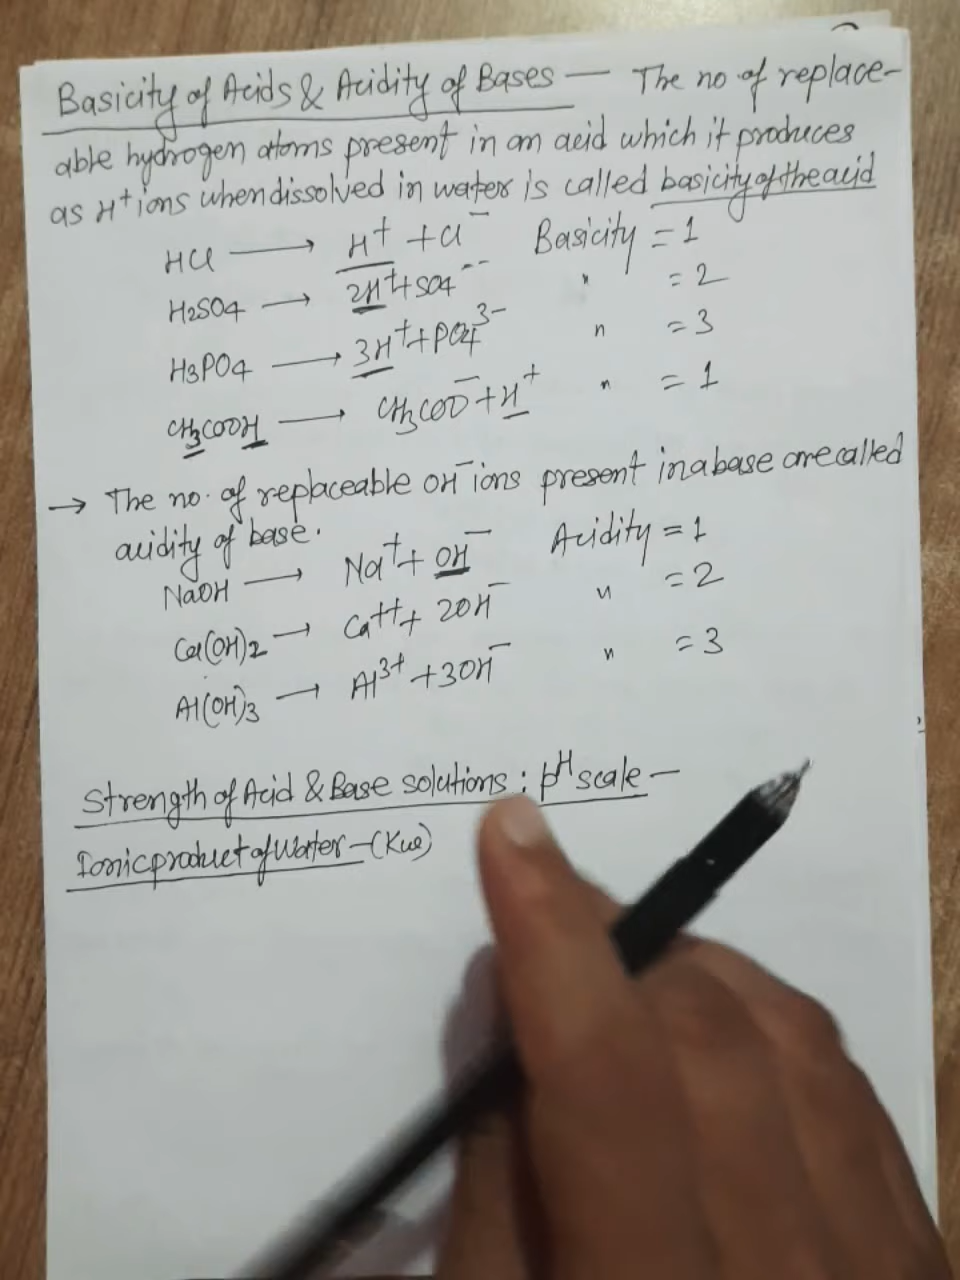 Basicity of Acids & Acidity of Bases — The no of replace-
able hydrogen atoms present in an acid which it produces
as H⁺ ions when dissolved in water is called basicity of the acid
HCl ⟶ H⁺ + Cl⁻ Basicity = 1
H2SO4 ⟶ 2H⁺ + SO4⁻⁻ " = 2
H3PO4 ⟶ 3H⁺ + PO4³⁻ " = 3
CH3COOH ⟶ CH3COO⁻ + H⁺ " = 1
→ The no. of replaceable OH⁻ ions present in a base are called
acidity of base.
NaOH ⟶ Na⁺ + OH⁻ Acidity = 1
Ca(OH)2 ⟶ Ca⁺⁺ + 2OH⁻ " = 2
Al(OH)3 ⟶ Al³⁺ + 3OH⁻ " = 3
Strength of Acid & Base solutions : pᴴ scale —
Ionic product of Water – (Kw)